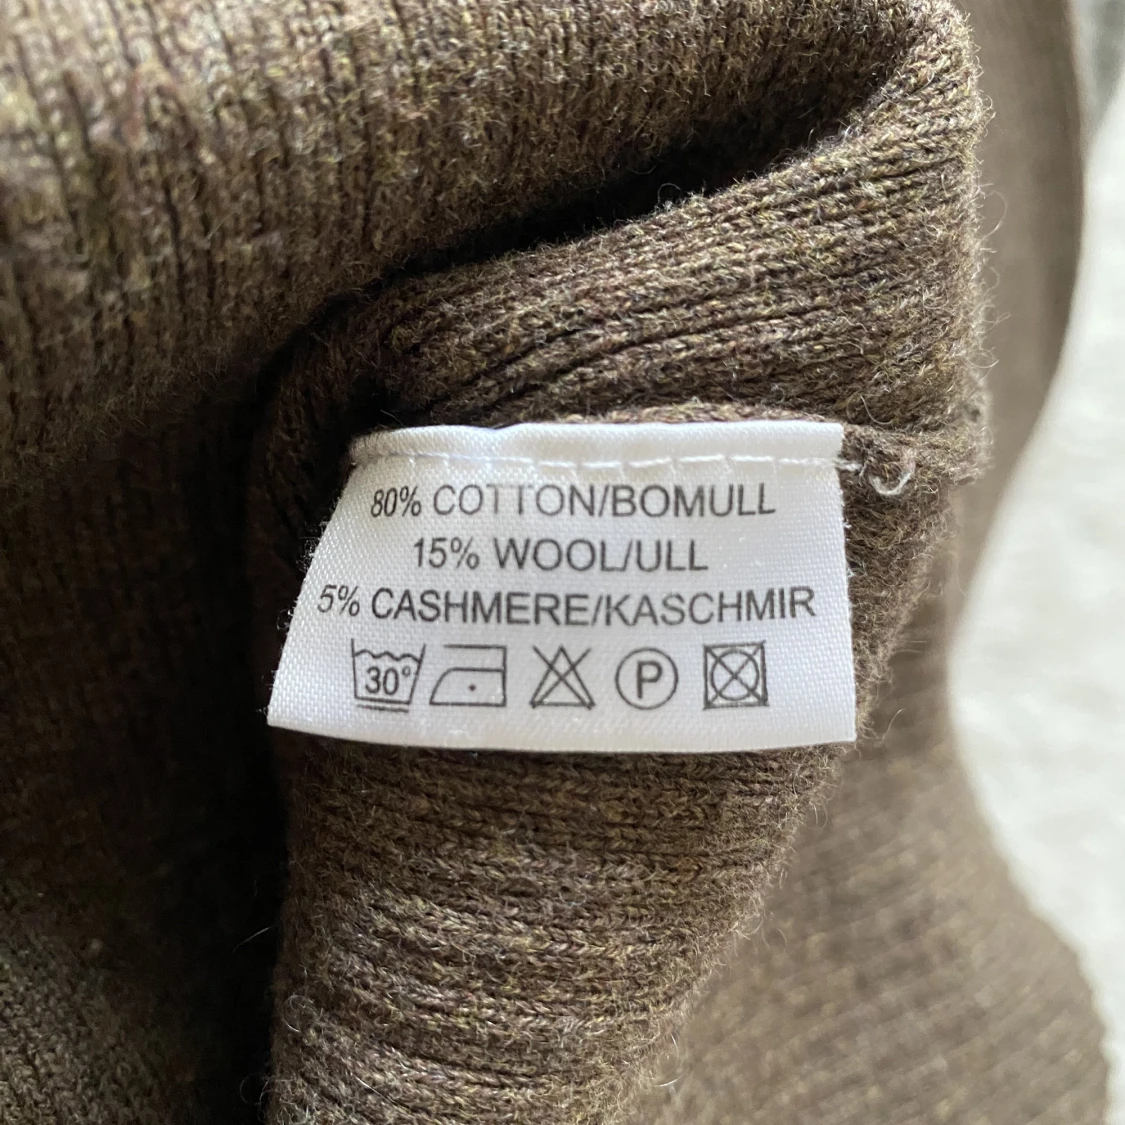 80% COTTON/BOMULL
15% WOOL/ULL
5% CASHMERE/KASCHMIR
30° P